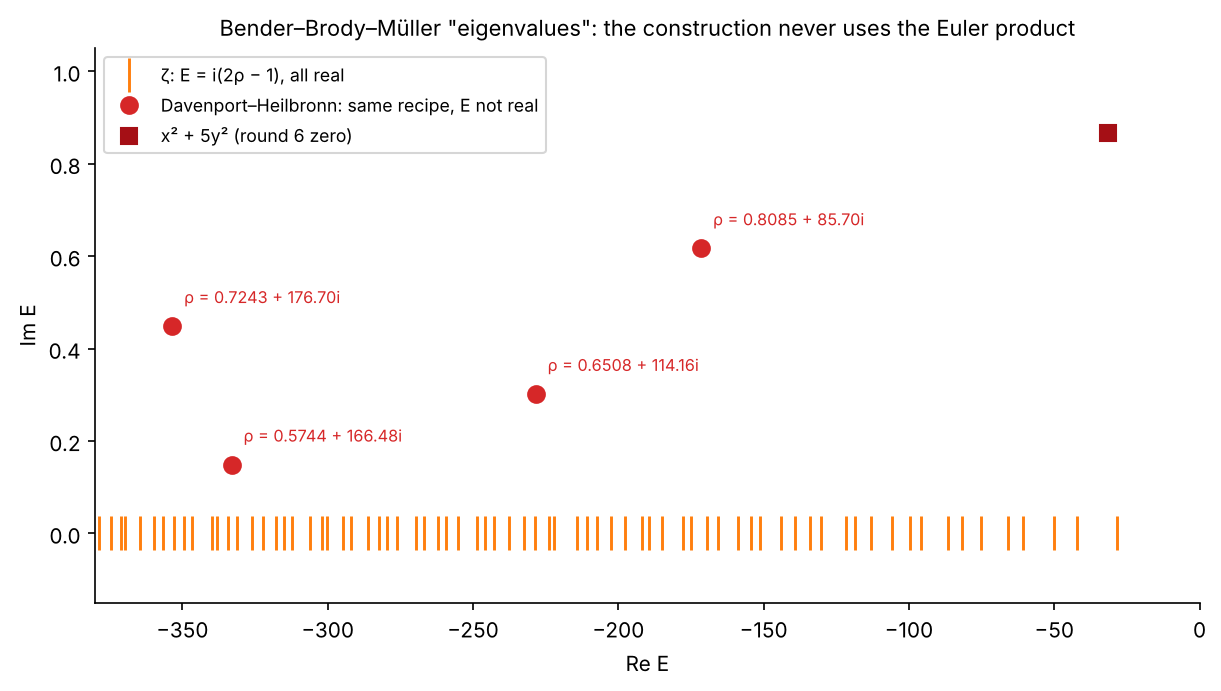 Bender–Brody–Müller "eigenvalues": the construction never uses the Euler product
ζ: E = i(2ρ − 1), all real
Davenport–Heilbronn: same recipe, E not real
x² + 5y² (round 6 zero)
1.0
0.8
0.6
0.4
0.2
0.0
Im E
ρ = 0.8085 + 85.70i
ρ = 0.7243 + 176.70i
ρ = 0.6508 + 114.16i
ρ = 0.5744 + 166.48i
−350
−300
−250
−200
−150
−100
−50
0
Re E